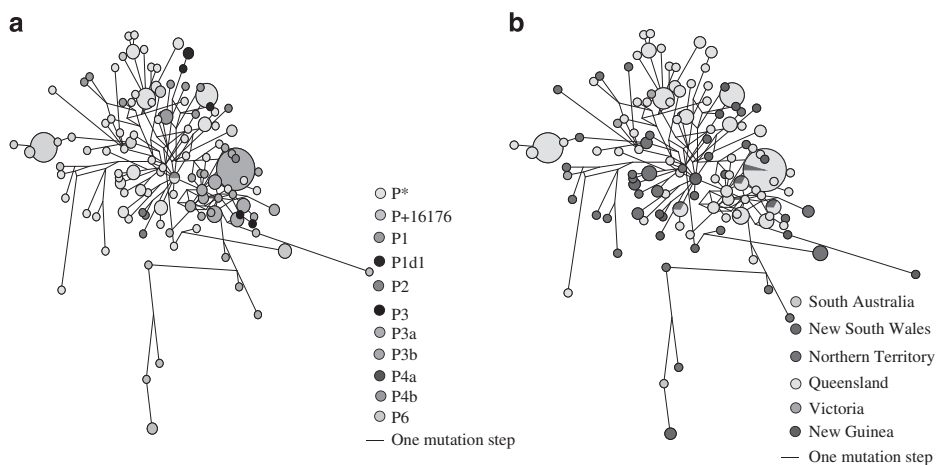 a
P*
P+16176
P1
P1d1
P2
P3
P3a
P3b
P4a
P4b
P6
One mutation step
b
South Australia
New South Wales
Northern Territory
Queensland
Victoria
New Guinea
One mutation step